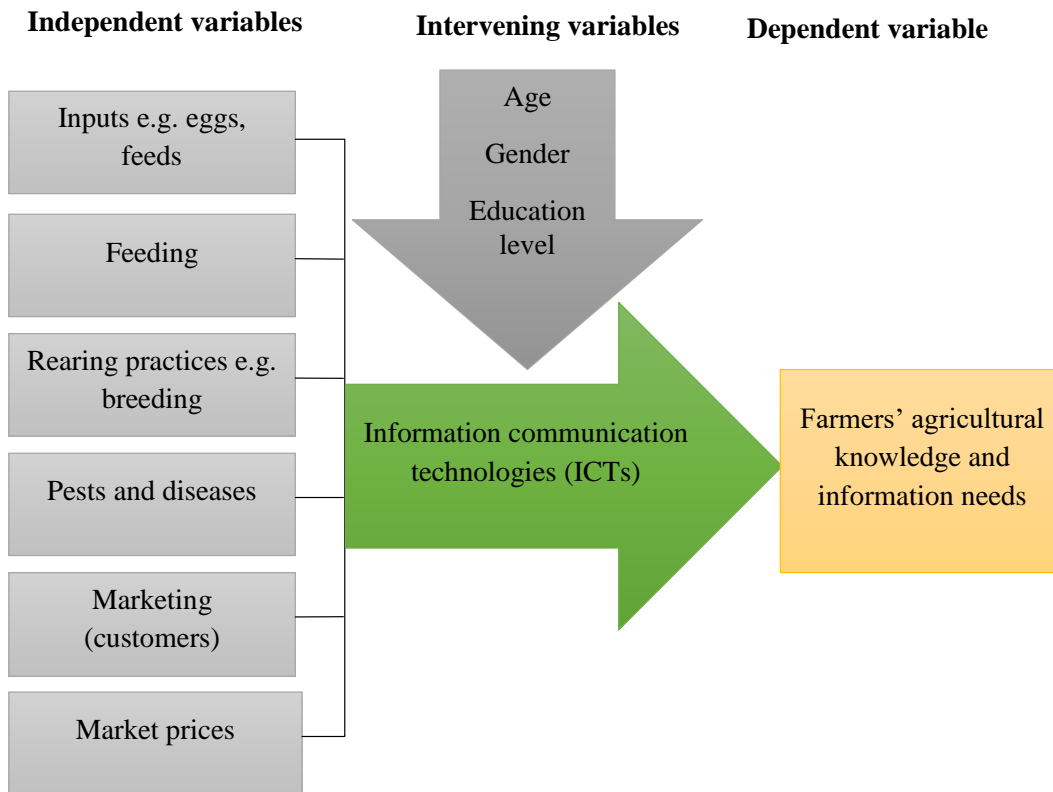 Independent variables
Intervening variables
Dependent variable
Inputs e.g. eggs,
feeds
Feeding
Rearing practices e.g.
breeding
Pests and diseases
Marketing
(customers)
Market prices
Age
Gender
Education
level
Information communication
technologies (ICTs)
Farmers’ agricultural
knowledge and
information needs